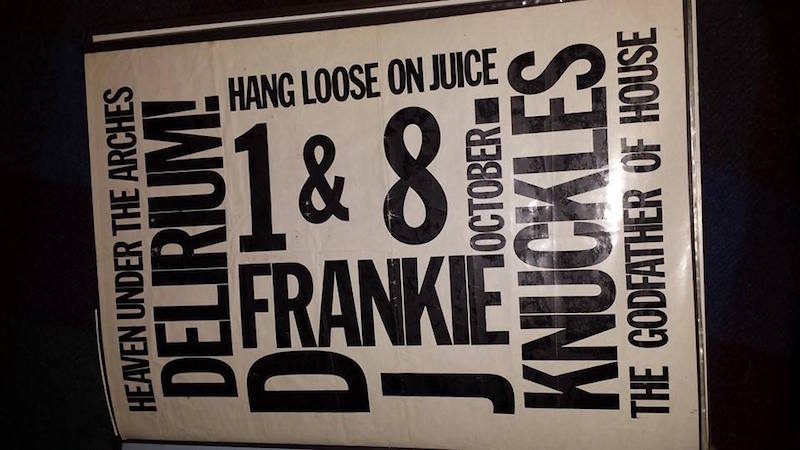 HEAVEN UNDER THE ARCHES
DELIRIUM!
HANG LOOSE ON JUICE
1 & 8
OCTOBER.
FRANKIE
DJ
KNUCKLES
THE GODFATHER OF HOUSE